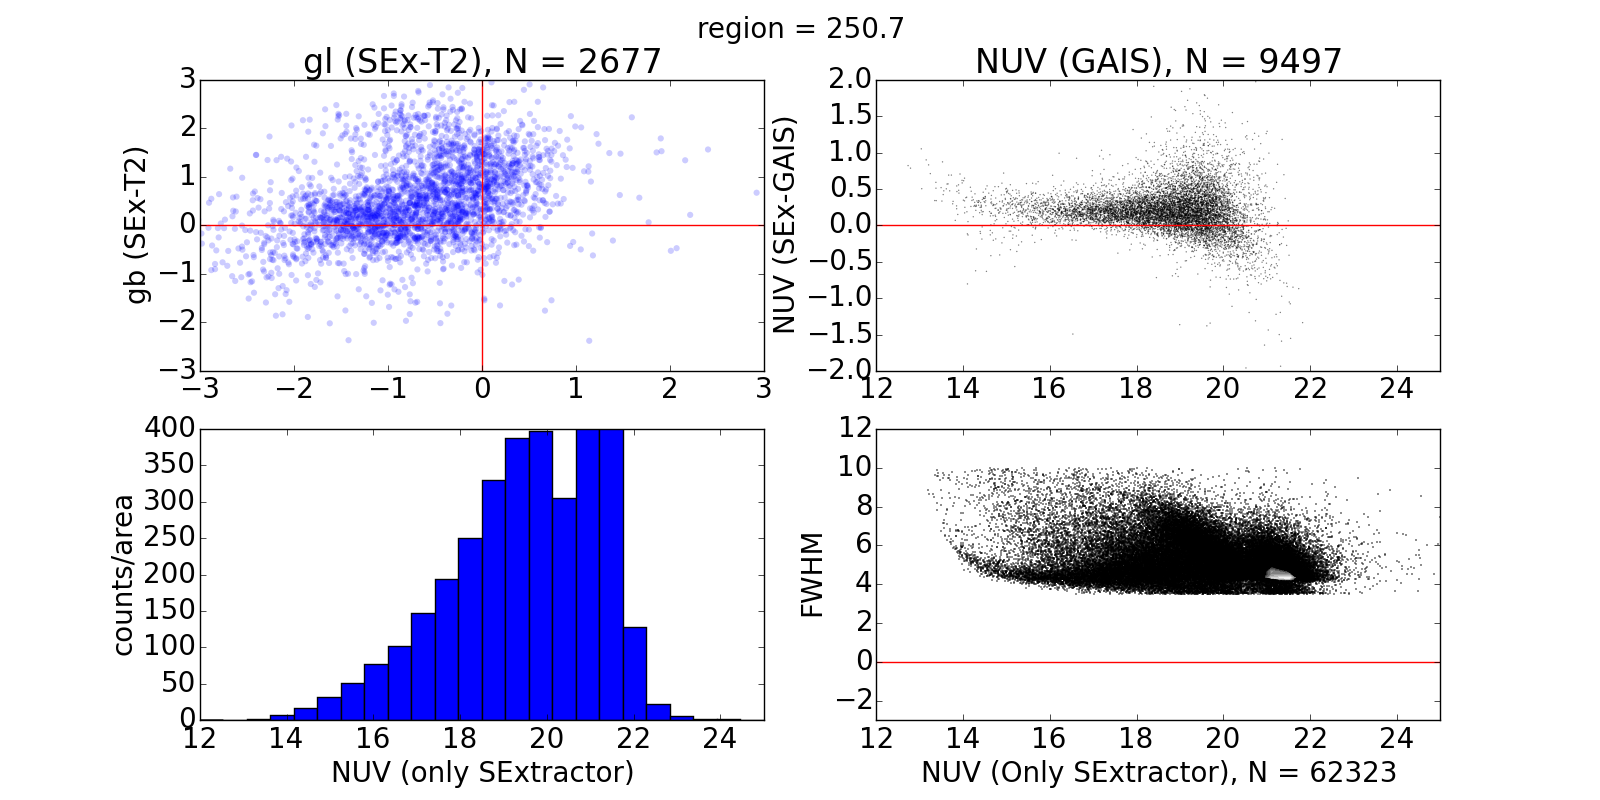 region = 250.7
gl (SEx-T2), N = 2677
NUV (GAIS), N = 9497
3
2
1
0
−1
−2
−3
gb (SEx-T2)
−3 −2 −1 0 1 2 3
2.0
1.5
1.0
0.5
0.0
−0.5
−1.0
−1.5
−2.0
NUV (SEx-GAIS)
12 14 16 18 20 22 24
400
350
300
250
200
150
100
50
0
counts/area
12 14 16 18 20 22 24
NUV (only SExtractor)
12
10
8
6
4
2
0
−2
FWHM
12 14 16 18 20 22 24
NUV (Only SExtractor), N = 62323